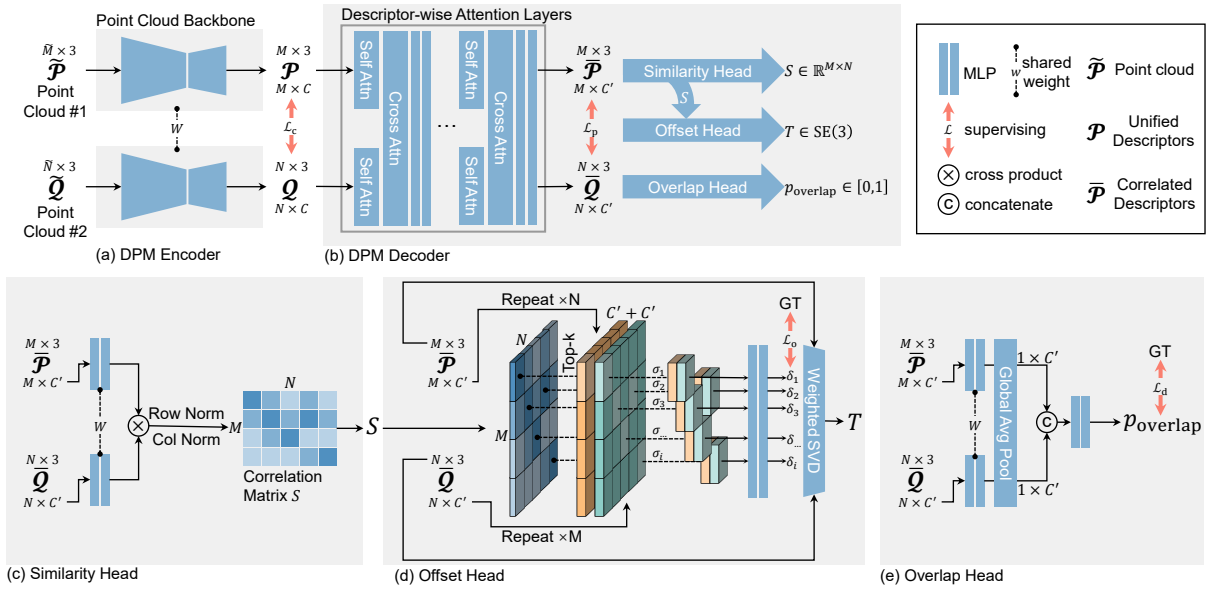 Point Cloud Backbone
M̃ × 3
𝓟̃
Point
Cloud #1
W
Ñ × 3
𝓠̃
Point
Cloud #2
(a) DPM Encoder
M × 3
𝓟
M × C
ℒc
N × 3
𝓠
N × C
Descriptor-wise Attention Layers
Self Attn
Cross Attn
Self Attn
...
Self Attn
Cross Attn
Self Attn
M × 3
𝓟̅
M × C′
ℒp
N × 3
𝓠̅
N × C′
Similarity Head
S
Offset Head
Overlap Head
S ∈ ℝ^{M×N}
T ∈ SE(3)
p_overlap ∈ [0,1]
(b) DPM Decoder
MLP
w
shared
weight
𝓟̃ Point cloud
ℒ supervising
𝓟 Unified
Descriptors
× cross product
C concatenate
𝓟̅ Correlated
Descriptors
M × 3
𝓟̅
M × C′
W
N × 3
𝓠̅
N × C′
×
Row Norm
Col Norm
N
M
Correlation
Matrix S
S
(c) Similarity Head
Repeat ×N
M × 3
𝓟̅
M × C′
N × 3
𝓠̅
N × C′
Repeat ×M
N
M
Top-k
C′ + C′
σ1
σ2
σ3
σ...
σi
GT
ℒo
δ1
δ2
δ3
δ...
δi
Weighted SVD
T
(d) Offset Head
M × 3
𝓟̅
M × C′
W
N × 3
𝓠̅
N × C′
Global Avg Pool
1 × C′
C
1 × C′
GT
ℒd
p_overlap
(e) Overlap Head